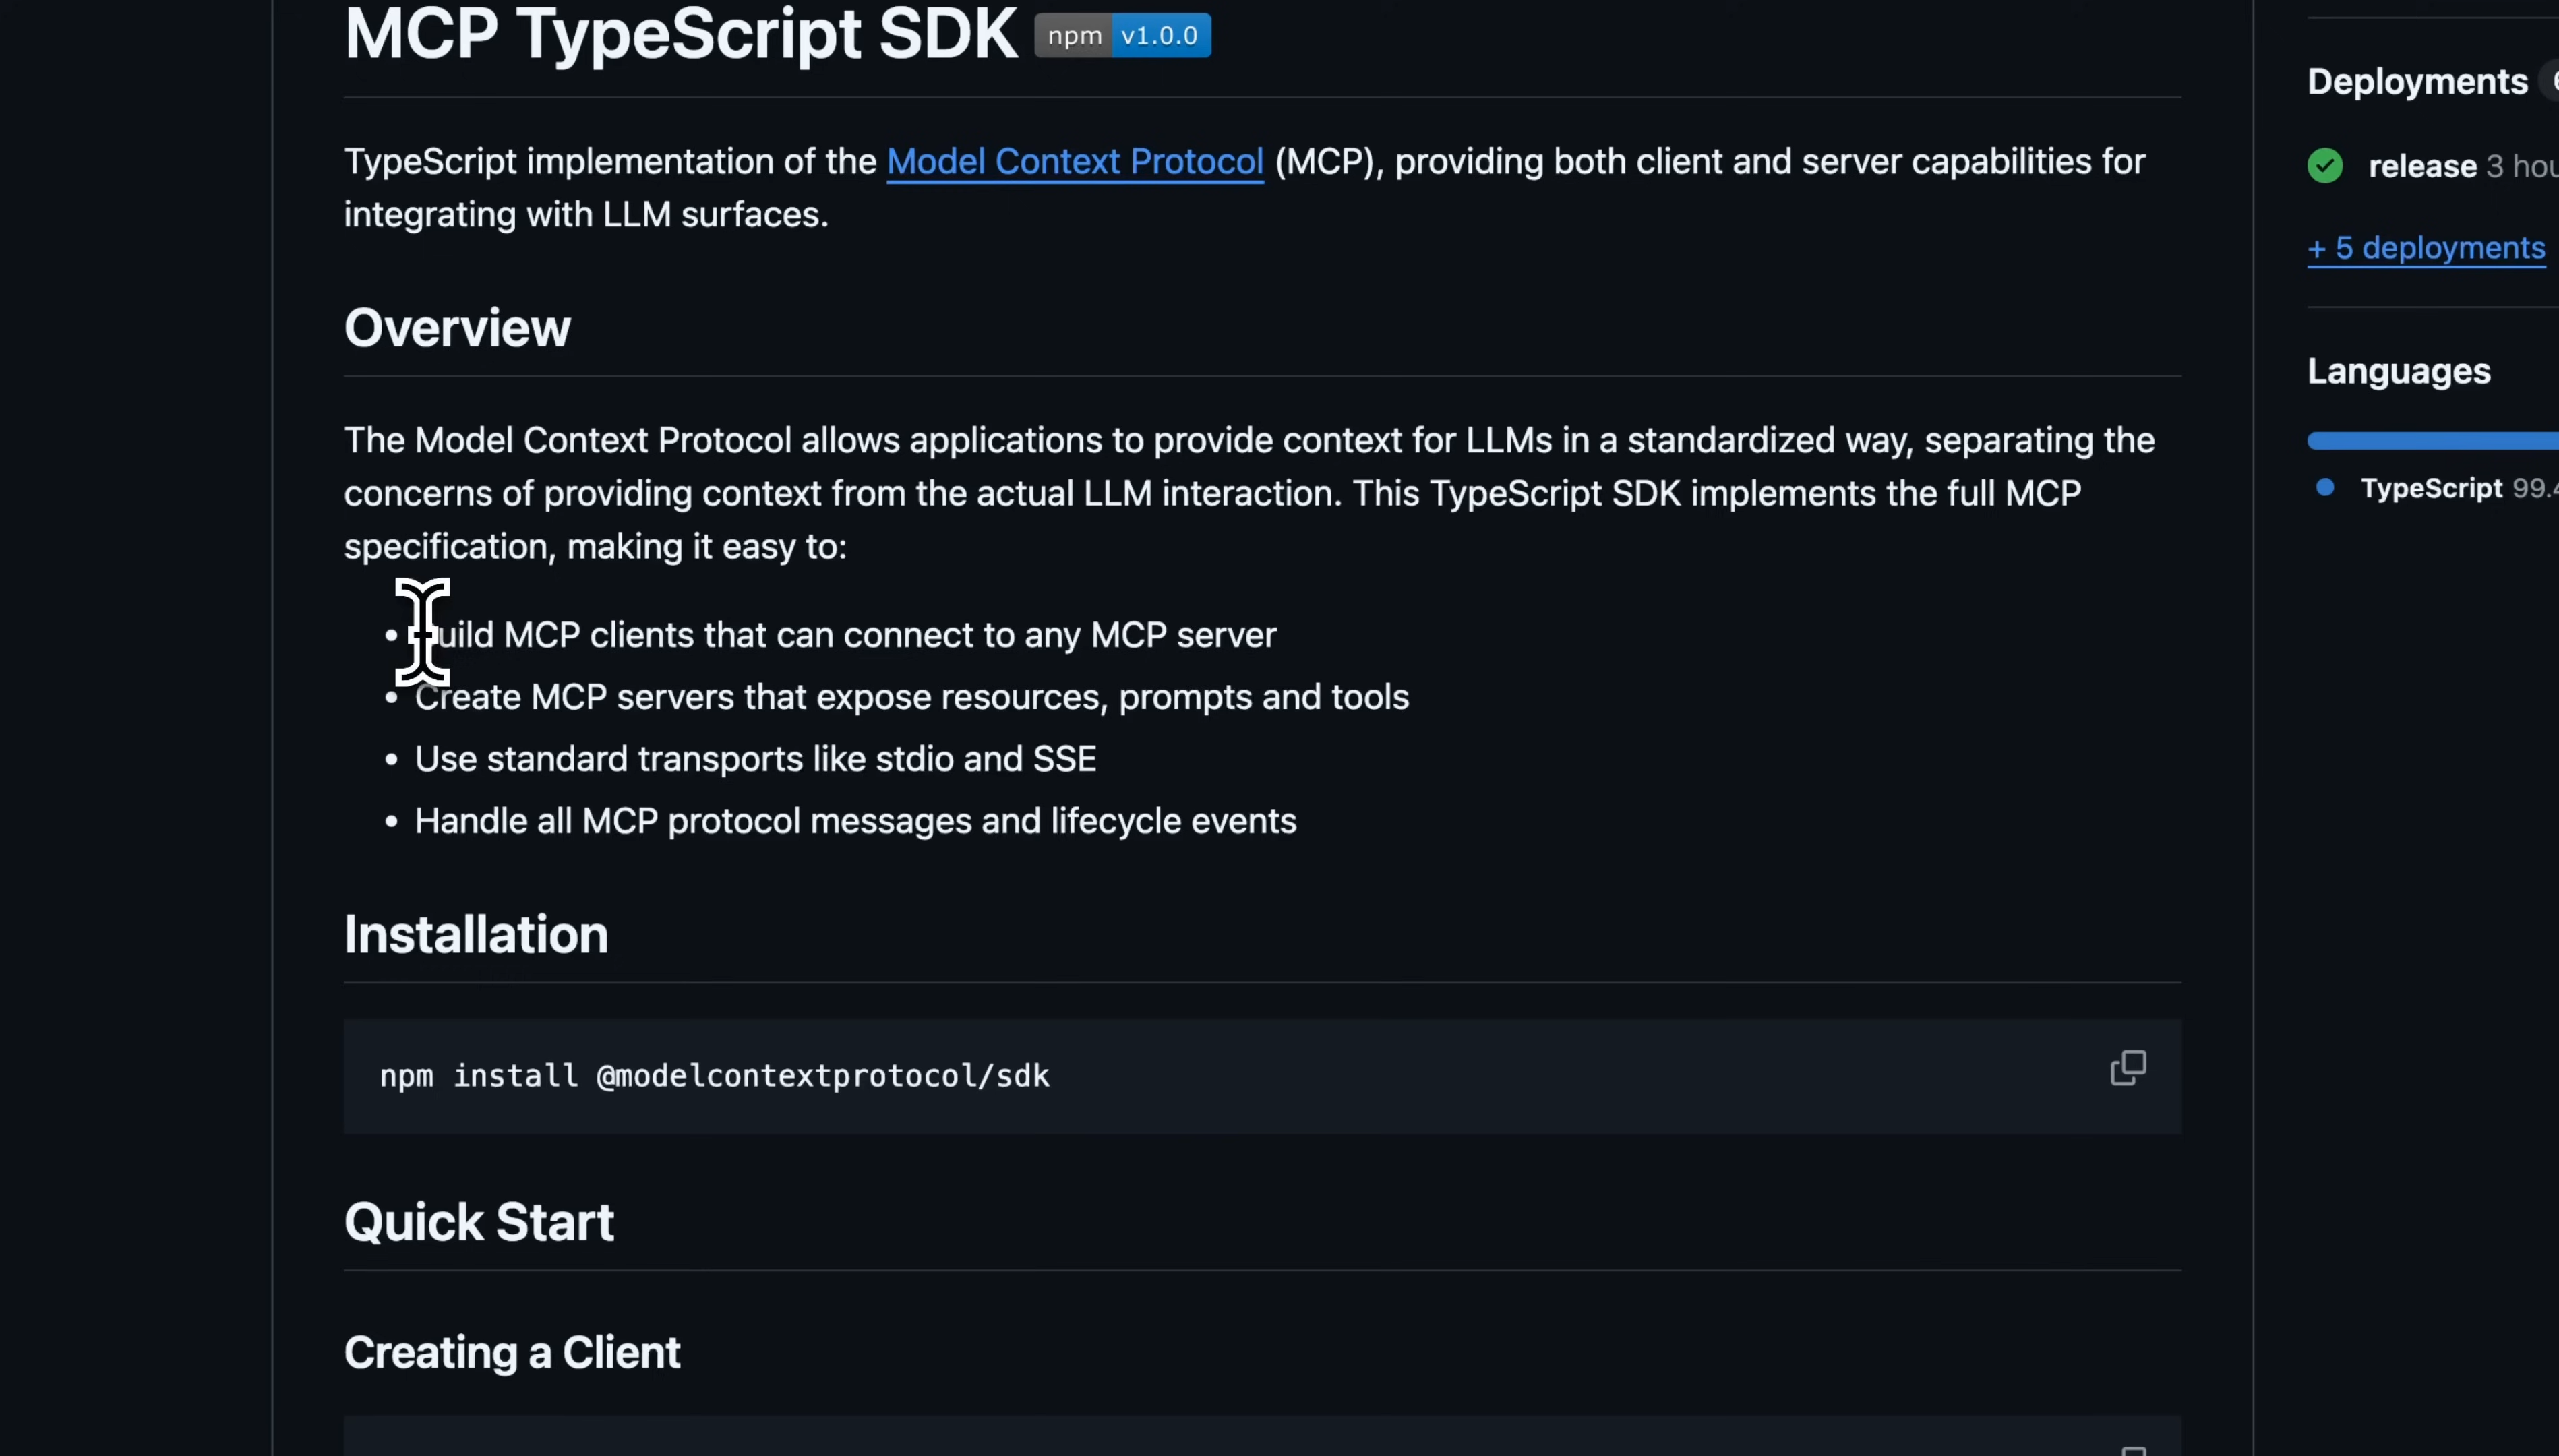 MCP TypeScript SDK npm v1.0.0
TypeScript implementation of the Model Context Protocol (MCP), providing both client and server capabilities for
integrating with LLM surfaces.
Overview
The Model Context Protocol allows applications to provide context for LLMs in a standardized way, separating the
concerns of providing context from the actual LLM interaction. This TypeScript SDK implements the full MCP
specification, making it easy to:
• Build MCP clients that can connect to any MCP server
• Create MCP servers that expose resources, prompts and tools
• Use standard transports like stdio and SSE
• Handle all MCP protocol messages and lifecycle events
Installation
npm install @modelcontextprotocol/sdk
Quick Start
Creating a Client
Deployments
release 3
+ 5 deployments
Languages
TypeScript